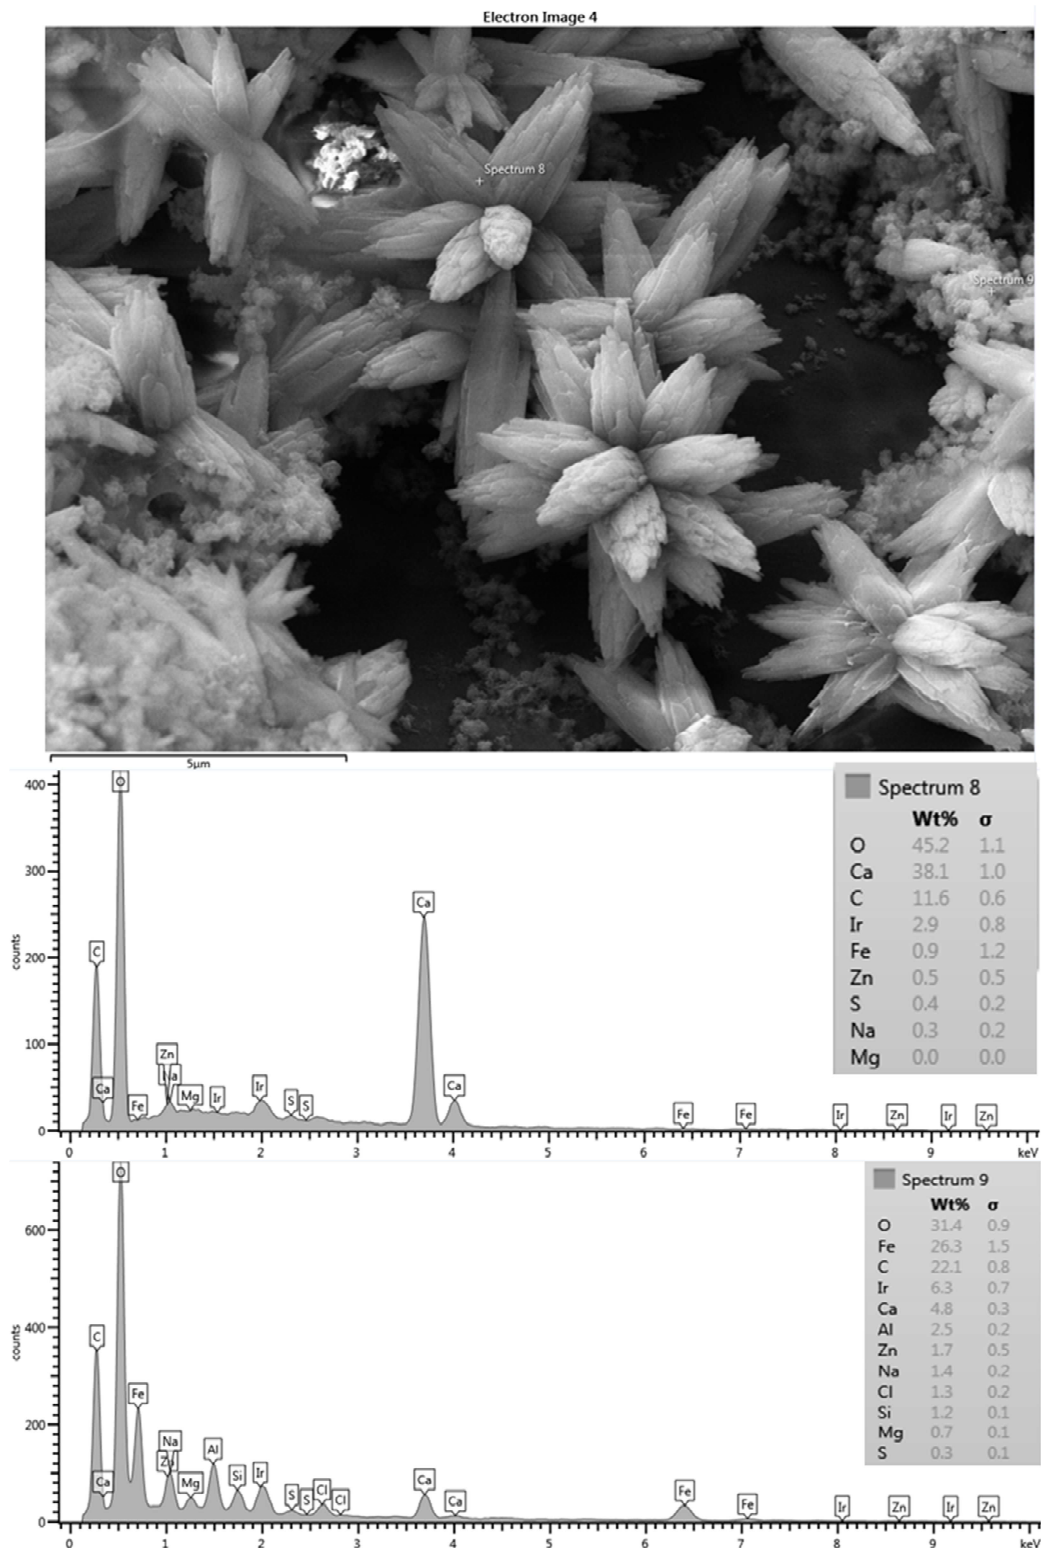 Electron Image 4
Spectrum 8
Spectrum 9
5µm
Spectrum 8
Wt% σ
O 45.2 1.1
Ca 38.1 1.0
C 11.6 0.6
Ir 2.9 0.8
Fe 0.9 1.2
Zn 0.5 0.5
S 0.4 0.2
Na 0.3 0.2
Mg 0.0 0.0
400
300
200
100
0
counts
O
C
Ca
Fe
Zn
Na
Mg
Ir
Ir
S
S
Ca
Ca
Fe
Fe
Ir
Zn
Ir
Zn
0 1 2 3 4 5 6 7 8 9 keV
Spectrum 9
Wt% σ
O 31.4 0.9
Fe 26.3 1.5
C 22.1 0.8
Ir 6.3 0.7
Ca 4.8 0.3
Al 2.5 0.2
Zn 1.7 0.5
Na 1.4 0.2
Cl 1.3 0.2
Si 1.2 0.1
Mg 0.7 0.1
S 0.3 0.1
600
400
200
0
counts
O
C
Ca
Fe
Na
Zn
Mg
Al
Si
Ir
S
S
Cl
Cl
Ca
Ca
Fe
Fe
Ir
Zn
Ir
Zn
0 1 2 3 4 5 6 7 8 9 keV